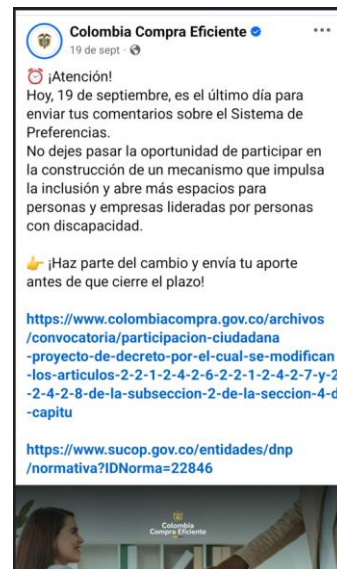 Colombia Compra Eficiente
19 de sept ·
¡Atención!
Hoy, 19 de septiembre, es el último día para
enviar tus comentarios sobre el Sistema de
Preferencias.
No dejes pasar la oportunidad de participar en
la construcción de un mecanismo que impulsa
la inclusión y abre más espacios para
personas y empresas lideradas por personas
con discapacidad.
¡Haz parte del cambio y envía tu aporte
antes de que cierre el plazo!
https://www.colombiacompra.gov.co/archivos
/convocatoria/participacion-ciudadana
-proyecto-de-decreto-por-el-cual-se-modifican
-los-articulos-2-2-1-2-4-2-6-2-2-1-2-4-2-7-y-2
-2-4-2-8-de-la-subseccion-2-de-la-seccion-4-d
-capitu
https://www.sucop.gov.co/entidades/dnp
/normativa?IDNorma=22846
Colombia
Compra Eficiente